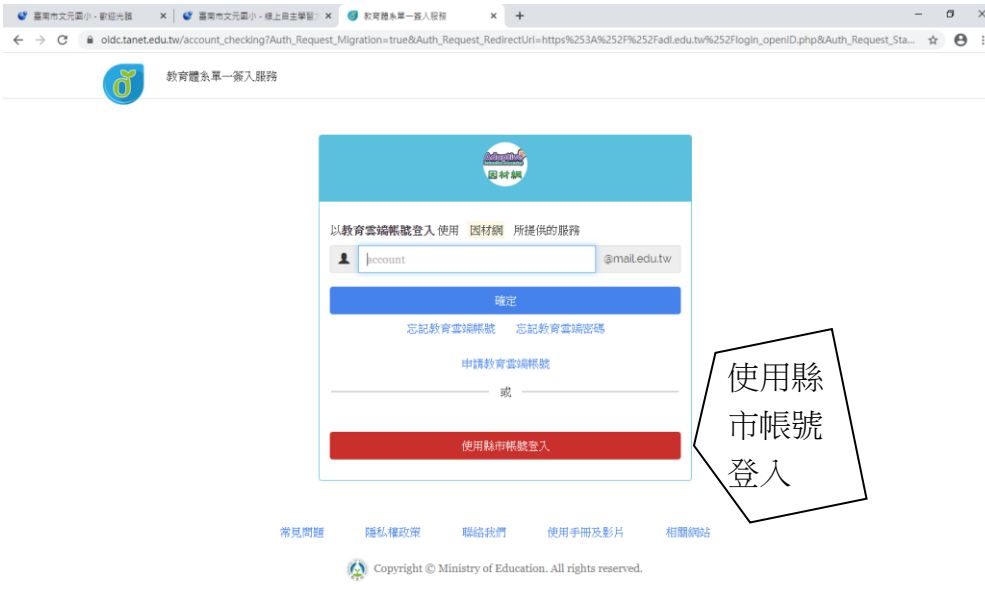 臺南市文元國小 - 歡迎光臨
臺南市文元國小 - 線上自主學習
教育體系單一簽入服務
oidc.tanet.edu.tw/account_checking?Auth_Request_Migration=true&Auth_Request_RedirectUri=https%253A%252F%252Fadl.edu.tw%252Flogin_openID.php&Auth_Request_Sta...
教育體系單一簽入服務
Adaptive
因材網
以教育雲端帳號登入 使用 因材網 所提供的服務
account @mail.edu.tw
確定
忘記教育雲端帳號 忘記教育雲端密碼
申請教育雲端帳號
或
使用縣市帳號登入
使用縣
市帳號
登入
常見問題 隱私權政策 聯絡我們 使用手冊及影片 相關網站
Copyright © Ministry of Education. All rights reserved.